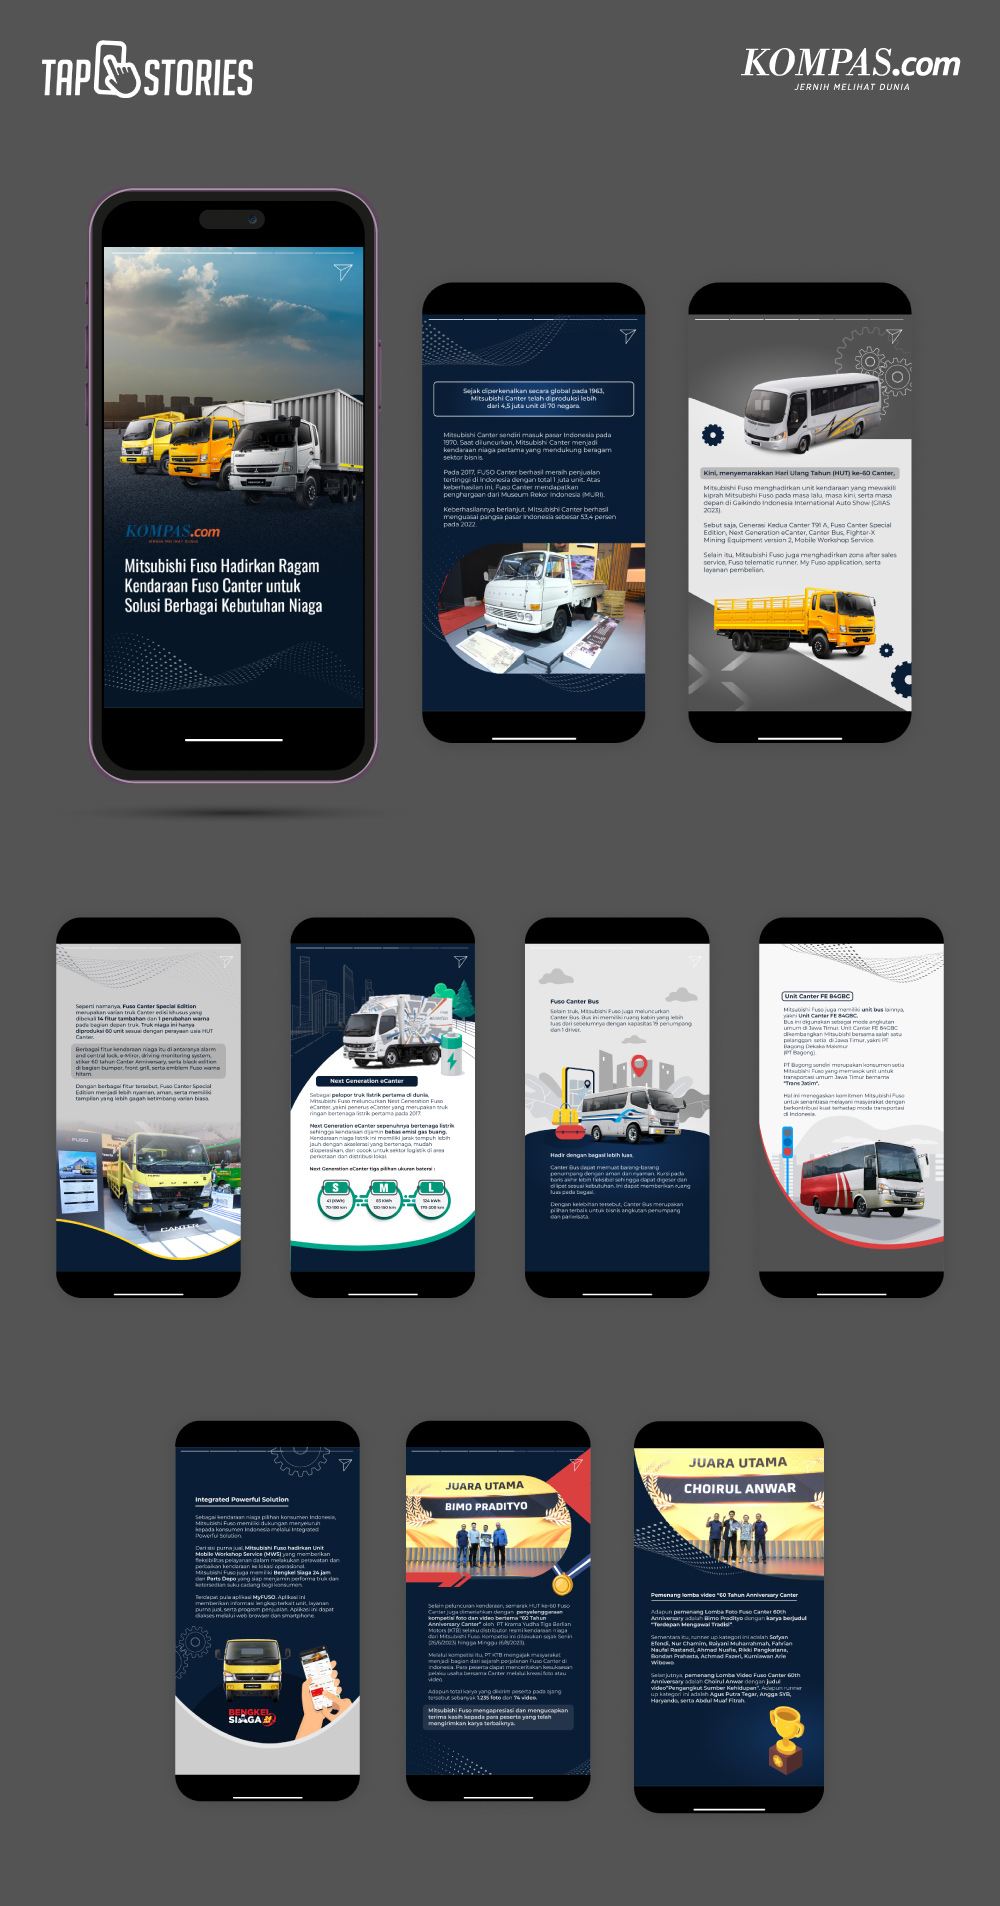 TAP STORIES
KOMPAS.com
JERNIH MELIHAT DUNIA
KOMPAS.com
JERNIH MELIHAT DUNIA
Mitsubishi Fuso Hadirkan Ragam
Kendaraan Fuso Canter untuk
Solusi Berbagai Kebutuhan Niaga
Sejak diperkenalkan secara global pada 1963,
Mitsubishi Canter telah diproduksi lebih
dari 4,5 juta unit di 70 negara.
Mitsubishi Canter sendiri masuk pasar Indonesia pada
1970. Saat diluncurkan, Mitsubishi Canter menjadi
kendaraan niaga pertama yang mendukung beragam
sektor bisnis.
Pada 2017, FUSO Canter berhasil meraih penjualan
tertinggi di Indonesia dengan total 1 juta unit. Atas
keberhasilan ini, Fuso Canter mendapatkan
penghargaan dari Museum Rekor Indonesia (MURI).
Keberhasilannya berlanjut, Mitsubishi Canter berhasil
menguasai pangsa pasar Indonesia sebesar 53,4 persen
pada 2022.
Kini, menyemarakkan Hari Ulang Tahun (HUT) ke-60 Canter,
Mitsubishi Fuso menghadirkan unit kendaraan yang mewakili
kiprah Mitsubishi Fuso pada masa lalu, masa kini, serta masa
depan di Gaikindo Indonesia International Auto Show (GIIAS
2023).
Sebut saja, Generasi Kedua Canter T91 A, Fuso Canter Special
Edition, Next Generation eCanter, Canter Bus, Fighter-X
Mining Equipment version 2, Mobile Workshop Service.
Selain itu, Mitsubishi Fuso juga menghadirkan zona after sales
service, Fuso telematic runner. My Fuso application, serta
layanan pembelian.
Seperti namanya, Fuso Canter Special Edition
merupakan varian truk Canter edisi khusus yang
dibekali 14 fitur tambahan dan 1 perubahan warna
pada bagian depan truk. Truk niaga ini hanya
diproduksi 60 unit sesuai dengan perayaan usia HUT
Canter.
Berbagai fitur kendaraan niaga itu di antaranya alarm
and central lock, e-Miror, driving monitoring system,
stiker 60 tahun Canter Anniversary, serta black edition
di bagian bumper, front grill, serta emblem Fuso warna
hitam.
Dengan berbagai fitur tersebut, Fuso Canter Special
Edition menjadi lebih nyaman, aman, serta memiliki
tampilan yang lebih gagah ketimbang varian biasa.
FUSO
CANTER
Next Generation eCanter
Sebagai pelopor truk listrik pertama di dunia,
Mitsubishi Fuso meluncurkan Next Generation Fuso
eCanter, yakni penerus eCanter yang merupakan truk
ringan bertenaga listrik pertama pada 2017.
Next Generation eCanter sepenuhnya bertenaga listrik
sehingga kendaraan dijamin bebas emisi gas buang.
Kendaraan niaga listrik ini memiliki jarak tempuh lebih
jauh dengan akselerasi yang bertenaga, mudah
dioperasikan, dan cocok untuk sektor logistik di area
perkotaan dan distribusi lokal.
Next Generation eCanter tiga pilihan ukuran baterai :
S M L
41 (kWh) 83 KWh 124 kWh
70-100 km 120-150 km 170-200 km
Fuso Canter Bus
Selain truk, Mitsubishi Fuso juga meluncurkan
Canter Bus. Bus ini memiliki ruang kabin yang lebih
luas dari sebelumnya dengan kapasitas 19 penumpang
dan 1 driver.
Hadir dengan bagasi lebih luas,
Canter Bus dapat memuat barang-barang
penumpang dengan aman dan nyaman. Kursi pada
baris akhir lebih fleksibel sehingga dapat digeser dan
dilipat sesuai kebutuhan. Ini dapat memberikan ruang
luas pada bagasi.
Dengan kelebihan tersebut, Canter Bus merupakan
pilihan terbaik untuk bisnis angkutan penumpang
dan pariwisata.
Unit Canter FE 84GBC
Mitsubishi Fuso juga memiliki unit bus lainnya,
yakni Unit Canter FE 84GBC.
Bus ini digunakan sebagai moda angkutan
umum di Jawa Timur. Unit Canter FE 84GBC
dikembangkan Mitsubishi bersama salah satu
pelanggan setia di Jawa Timur, yakni PT
Bagong Dekaka Makmur
(PT Bagong).
PT Bagong sendiri merupakan konsumen setia
Mitsubishi Fuso yang memasok unit untuk
transportasi umum Jawa Timur bernama
"Trans Jatim".
Hal ini menegaskan komitmen Mitsubishi Fuso
untuk senantiasa melayani masyarakat dengan
berkontribusi kuat terhadap moda transportasi
di Indonesia.
Integrated Powerful Solution
Sebagai kendaraan niaga pilihan konsumen Indonesia,
Mitsubishi Fuso memiliki dukungan menyeluruh
kepada konsumen Indonesia melalui Integrated
Powerful Solution.
Dari sisi purna jual, Mitsubishi Fuso hadirkan Unit
Mobile Workshop Service (MWS) yang memberikan
fleksibilitas pelayanan dalam melakukan perawatan dan
perbaikan kendaraan ke lokasi operasional.
Mitsubishi Fuso juga memiliki Bengkel Siaga 24 jam
dan Parts Depo yang siap menjamin performa truk dan
ketersedian suku cadang bagi konsumen.
Terdapat pula aplikasi MyFUSO. Aplikasi ini
memberikan informasi lengkap terkait unit, layanan
purna jual, serta program penjualan. Aplikasi ini dapat
diakses melalui web browser dan smartphone.
BENGKEL
SIAGA 24
JUARA UTAMA
BIMO PRADITYO
Selain peluncuran kendaraan, semarak HUT ke-60 Fuso
Canter juga dimeriahkan dengan penyelenggaraan
kompetisi foto dan video bertema "60 Tahun
Anniversary Canter" oleh PT Krama Yudha Tiga Berlian
Motors (KTB) selaku distributor resmi kendaraan niaga
dari Mitsubishi Fuso. Kompetisi ini dilakukan sejak Senin
(26/6/2023) hingga Minggu (6/8/2023).
Melalui kompetisi itu, PT KTB mengajak masyarakat
menjadi bagian dari sejarah perjalanan Fuso Canter di
Indonesia. Para peserta dapat menceritakan kesuksesan
pelaku usaha bersama Canter melalui kreasi foto atau
video.
Adapun total karya yang dikirim peserta pada ajang
tersebut sebanyak 1.235 foto dan 74 video.
Mitsubishi Fuso mengapresiasi dan mengucapkan
terima kasih kepada para peserta yang telah
mengirimkan karya terbaiknya.
JUARA UTAMA
CHOIRUL ANWAR
Pemenang lomba video "60 Tahun Anniversary Canter
Adapun pemenang Lomba Foto Fuso Canter 60th
Anniversary adalah Bimo Pradityo dengan karya berjudul
"Terdepan Mengawal Tradisi"
Sementara itu, runner up kategori ini adalah Sofyan
Efendi, Nur Chamim, Raiyani Muharramah, Fahrian
Naufal Rastandi, Ahmad Nusfie, Rikki Pangkatana,
Bondan Prahasta, Achmad Fazeri, Kurniawan Arie
Wibowo.
Selanjutnya, pemenang Lomba Video Fuso Canter 60th
Anniversary adalah Choirul Anwar dengan judul
video"Pengangkut Sumber Kehidupan". Adapun runner
up kategori ini adalah Agus Putra Tegar, Angga SYB,
Haryando, serta Abdul Muaf Fitrah.